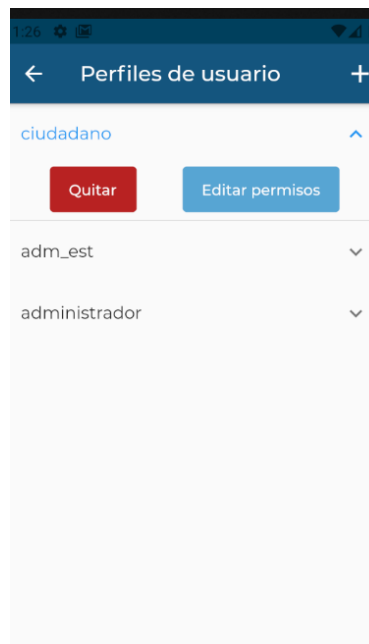 1:26
Perfiles de usuario
ciudadano
Quitar Editar permisos
adm_est
administrador